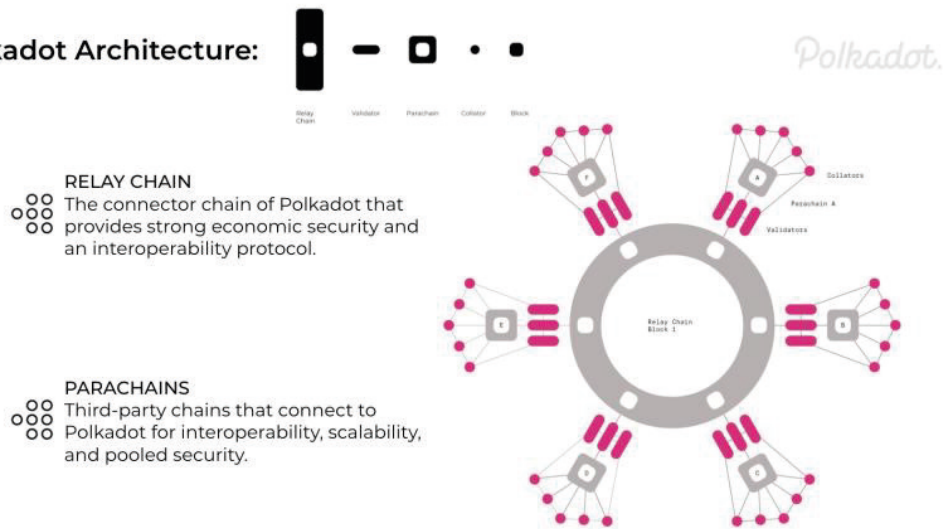 kadot Architecture:
Polkadot.
Relay
Chain
Validator
Parachain
Collator
Block
RELAY CHAIN
The connector chain of Polkadot that
provides strong economic security and
an interoperability protocol.
PARACHAINS
Third-party chains that connect to
Polkadot for interoperability, scalability,
and pooled security.
F
A
Collators
Parachain A
Validators
E
Relay Chain
Block 1
B
D
C